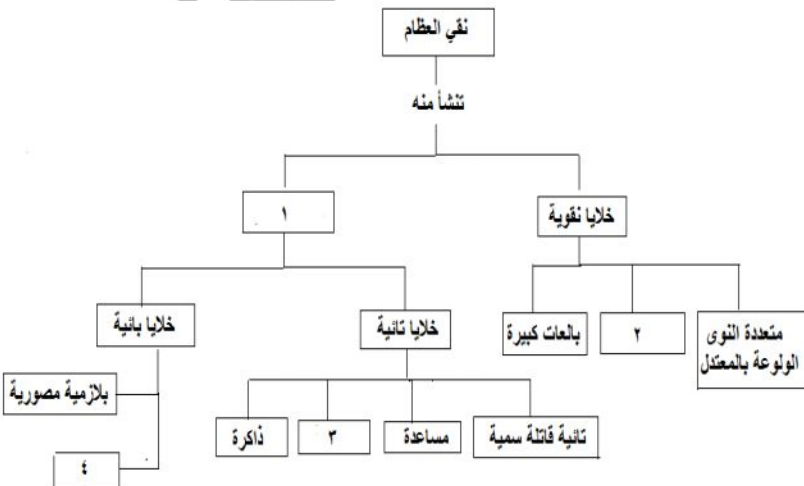 نقي العظام
تنشأ منه
خلايا نقوية
١
متعددة النوى
الولوعة بالمعتدل
٢
بالعات كبيرة
خلايا تائية
خلايا بائية
تائية قاتلة سمية
مساعدة
٣
ذاكرة
بلازمية مصورية
٤